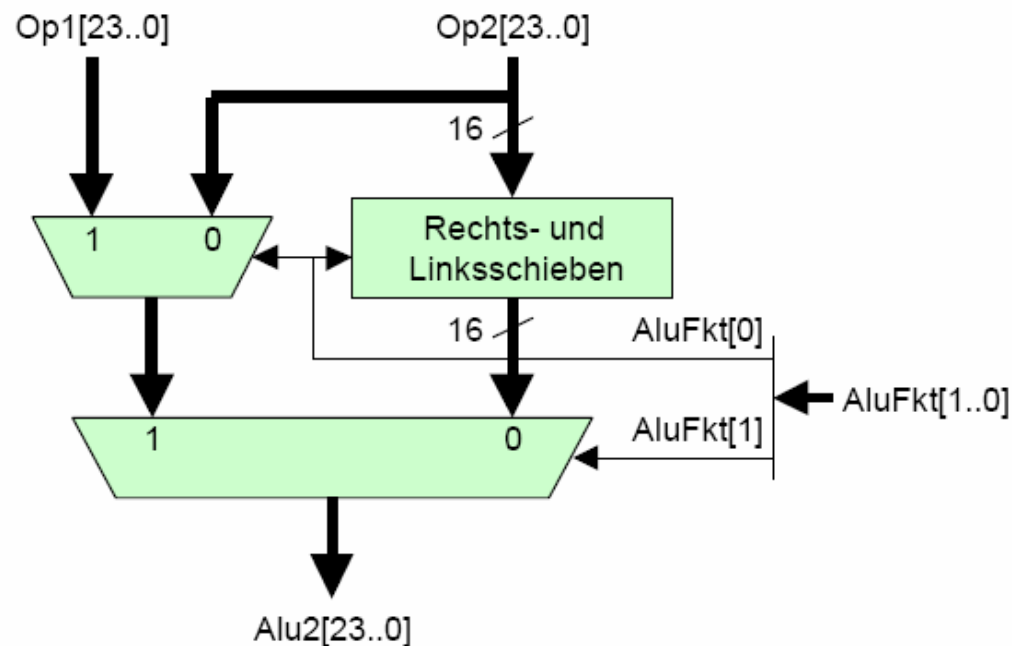 Op1[23..0]
Op2[23..0]
16
1
0
Rechts- und
Linksschieben
16
AluFkt[0]
AluFkt[1..0]
1
0
AluFkt[1]
Alu2[23..0]